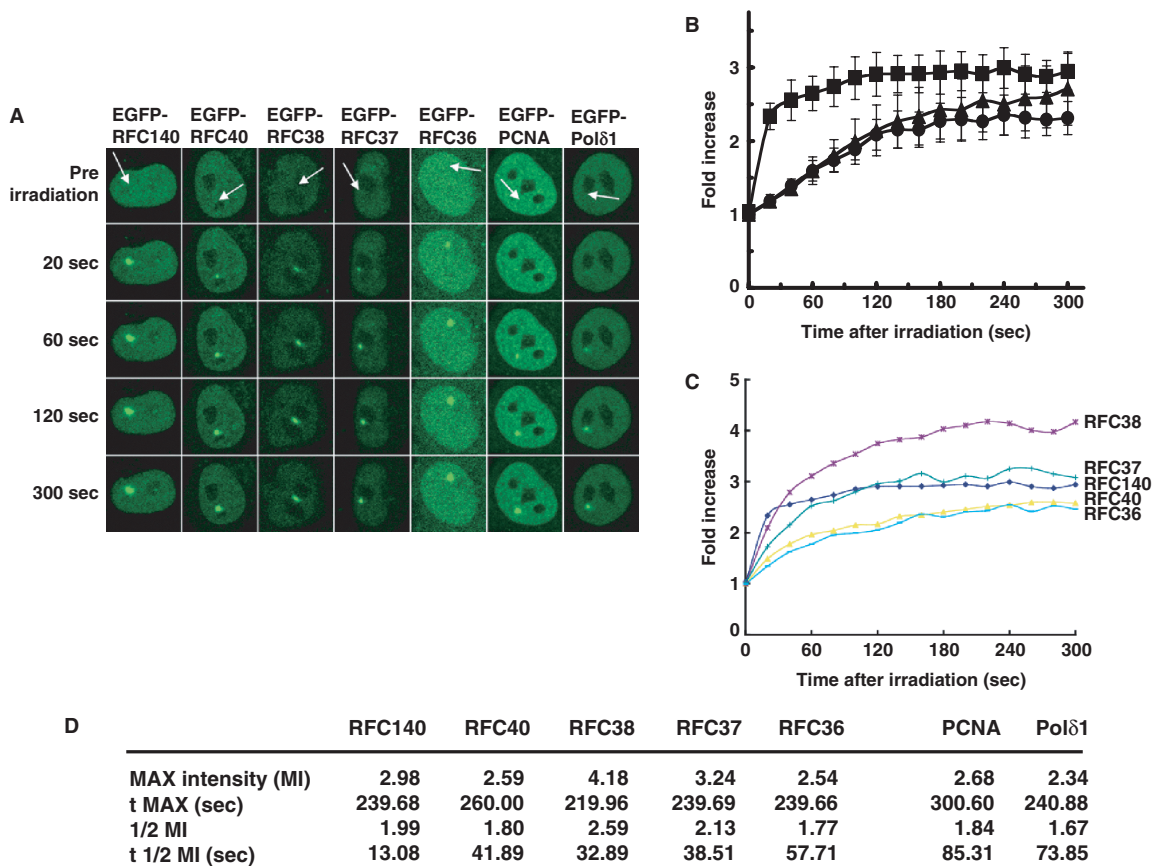 A
EGFP-RFC140 EGFP-RFC40 EGFP-RFC38 EGFP-RFC37 EGFP-RFC36 EGFP-PCNA EGFP-Polδ1
Pre irradiation
20 sec
60 sec
120 sec
300 sec
B
Fold increase
3
2
1
0
0 60 120 180 240 300
Time after irradiation (sec)
C
Fold increase
5
4
3
2
1
0
RFC38
RFC37
RFC140
RFC40
RFC36
0 60 120 180 240 300
Time after irradiation (sec)
D
RFC140 RFC40 RFC38 RFC37 RFC36 PCNA Polδ1
MAX intensity (MI) 2.98 2.59 4.18 3.24 2.54 2.68 2.34
t MAX (sec) 239.68 260.00 219.96 239.69 239.66 300.60 240.88
1/2 MI 1.99 1.80 2.59 2.13 1.77 1.84 1.67
t 1/2 MI (sec) 13.08 41.89 32.89 38.51 57.71 85.31 73.85